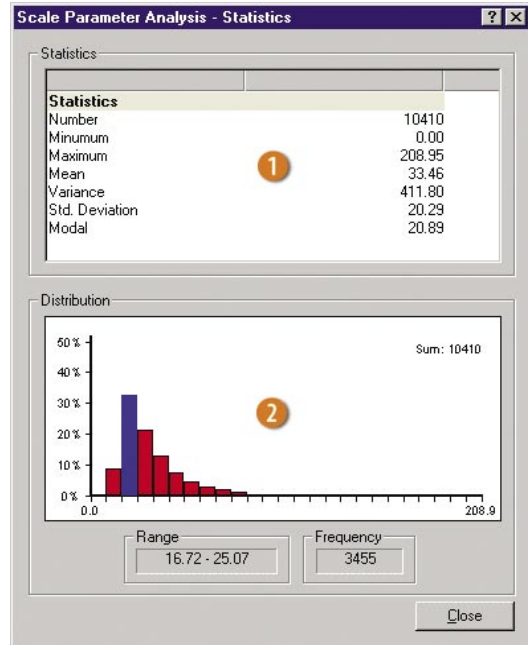 Scale Parameter Analysis - Statistics
Statistics
Statistics
Number 10410
Minumum 0.00
Maximum 208.95
Mean 33.46
Variance 411.80
Std. Deviation 20.29
Modal 20.89
1
Distribution
50%
40%
30%
20%
10%
0%
Sum: 10410
2
0.0
208.9
Range
16.72 - 25.07
Frequency
3455
Close